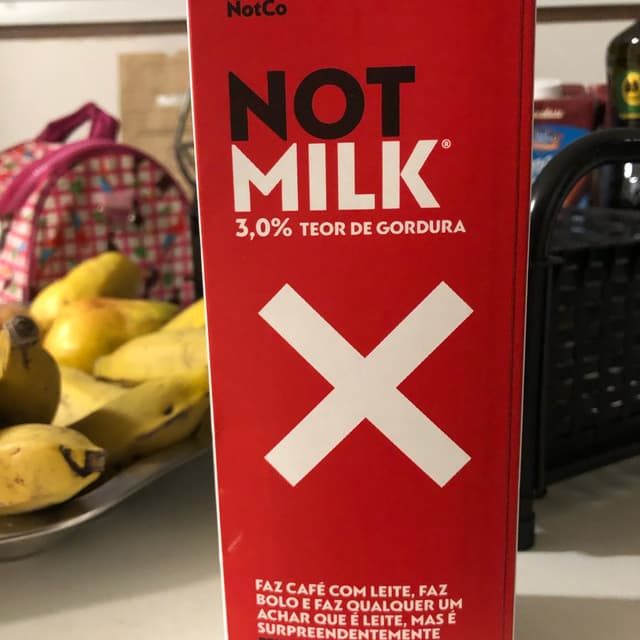 NotCo
NOT
MILK®
3,0% TEOR DE GORDURA
FAZ CAFÉ COM LEITE, FAZ
BOLO E FAZ QUALQUER UM
ACHAR QUE É LEITE, MAS É
SURPREENDENTEMENTE